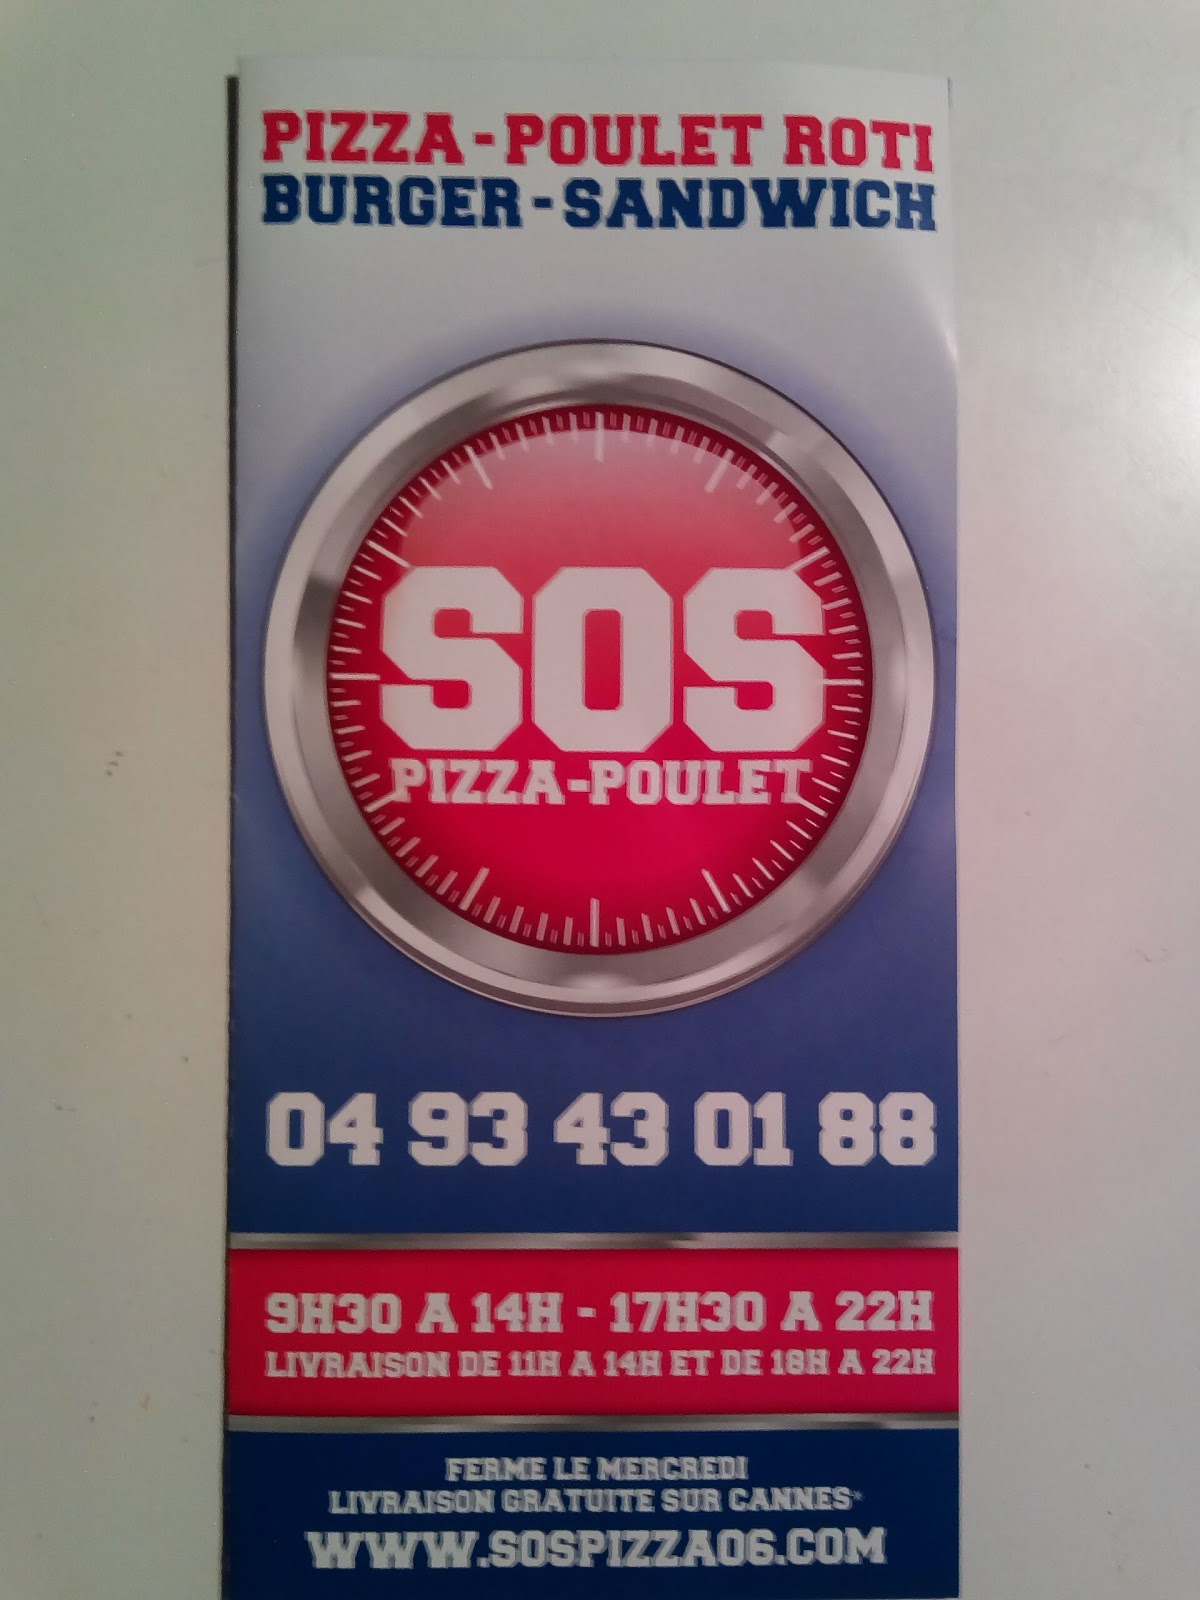 PIZZA - POULET ROTI
BURGER - SANDWICH
SOS
PIZZA-POULET
04 93 43 01 88
9H30 A 14H - 17H30 A 22H
LIVRAISON DE 11H A 14H ET DE 18H A 22H
FERME LE MERCREDI
LIVRAISON GRATUITE SUR CANNES*
WWW.SOSPIZZA06.COM